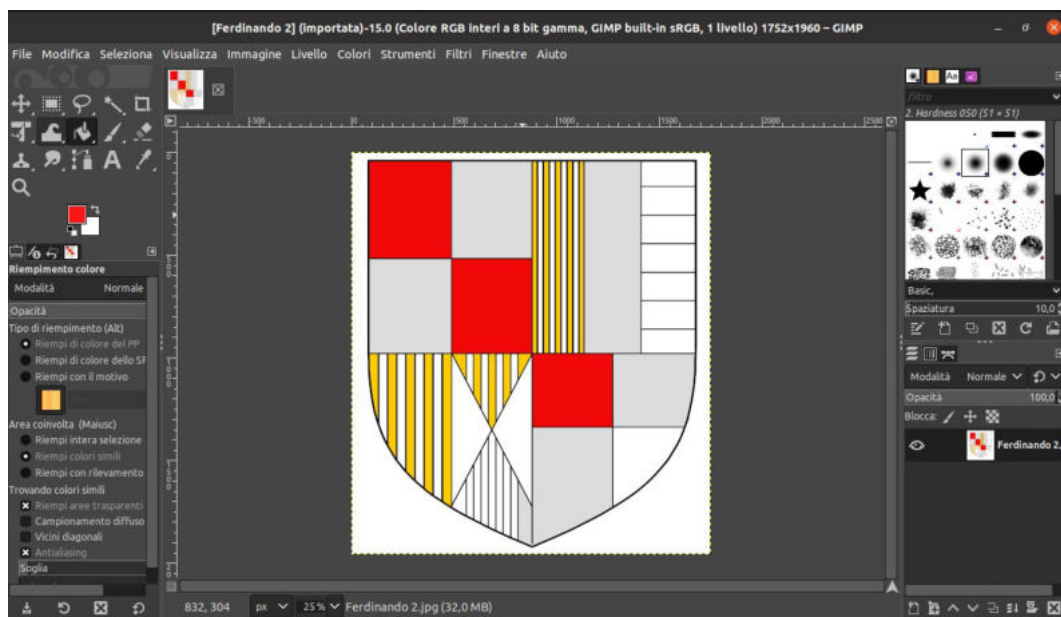 [Ferdinando 2] (importata)-15.0 (Colore RGB interi a 8 bit gamma, GIMP built-in sRGB, 1 livello) 1752x1960 – GIMP
File Modifica Seleziona Visualizza Immagine Livello Colori Strumenti Filtri Finestre Aiuto
filtro
2. Hardness 050 (51 × 51)
Basic,
Spaziatura 10,0
Modalità Normale
Opacità 100,0
Blocca:
Ferdinando 2.
Riempimento colore
Modalità Normale
Opacità
Tipo di riempimento (Alt)
Riempi di colore del PP
Riempi di colore dello SF
Riempi con il motivo
Area coinvolta (Maiusc)
Riempi intera selezione
Riempi colori simili
Riempi con rilevamento
Trovando colori simili
Riempi aree trasparenti
Campionamento diffuso
Vicini diagonali
Antialiasing
Soglia
832, 304 px 25% Ferdinando 2.jpg (32,0 MB)